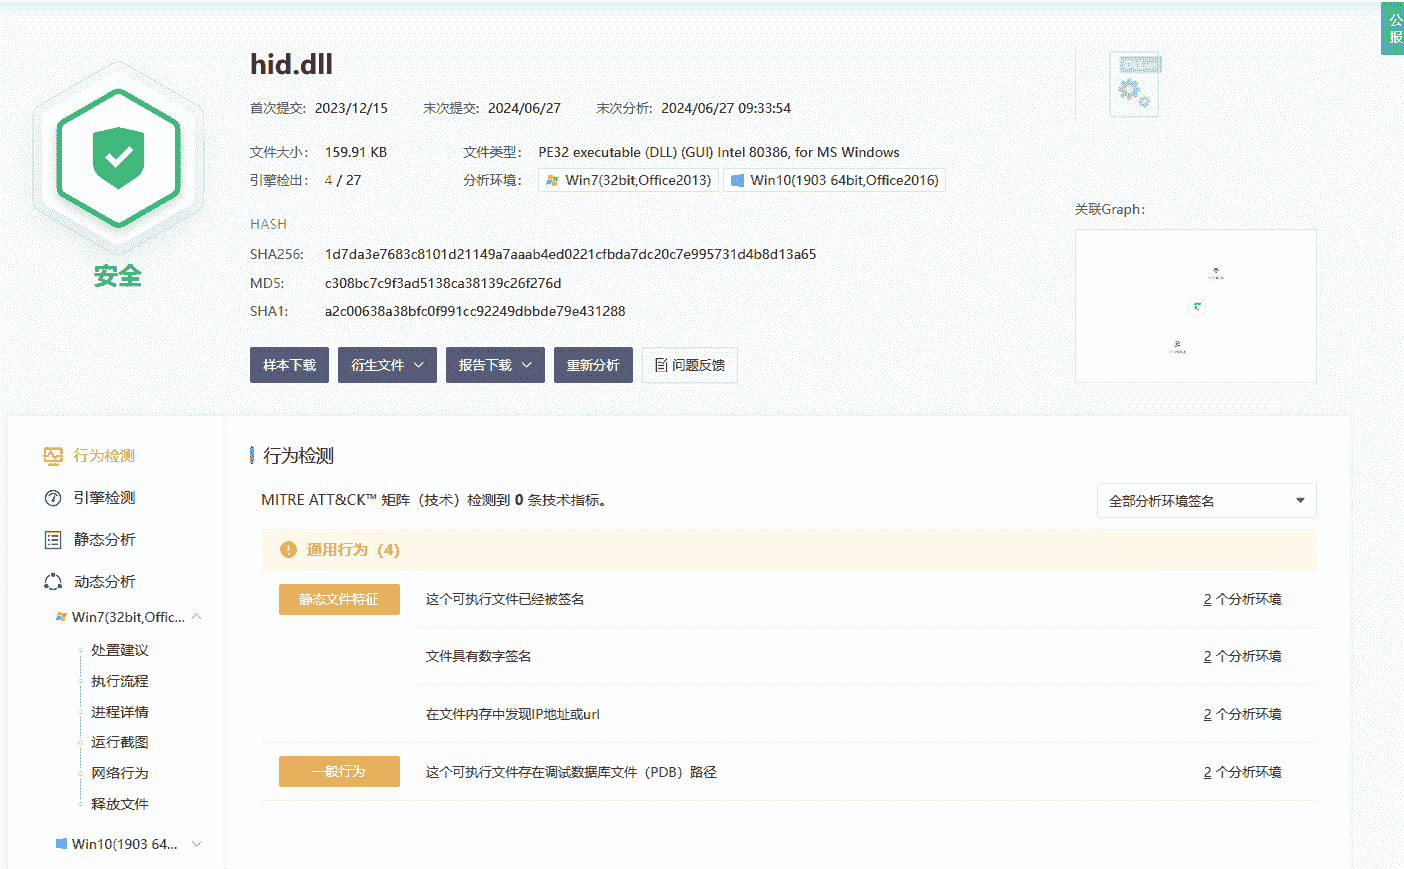 公
报
hid.dll
首次提交: 2023/12/15 末次提交: 2024/06/27 末次分析: 2024/06/27 09:33:54
文件大小: 159.91 KB 文件类型: PE32 executable (DLL) (GUI) Intel 80386, for MS Windows
引擎检出: 4 / 27 分析环境: Win7(32bit,Office2013) Win10(1903 64bit,Office2016)
关联Graph:
HASH
SHA256: 1d7da3e7683c8101d21149a7aaab4ed0221cfbda7dc20c7e995731d4b8d13a65
安全
MD5: c308bc7c9f3ad5138ca38139c26f276d
SHA1: a2c00638a38bfc0f991cc92249dbbde79e431288
样本下载 衍生文件 报告下载 重新分析 问题反馈
行为检测
引擎检测
静态分析
动态分析
Win7(32bit,Offic...
处置建议
执行流程
进程详情
运行截图
网络行为
释放文件
Win10(1903 64...
行为检测
MITRE ATT&CK™ 矩阵（技术）检测到 0 条技术指标。 全部分析环境签名
通用行为 (4)
静态文件特征 这个可执行文件已经被签名 2 个分析环境
文件具有数字签名 2 个分析环境
在文件内存中发现IP地址或url 2 个分析环境
一般行为 这个可执行文件存在调试数据库文件（PDB）路径 2 个分析环境